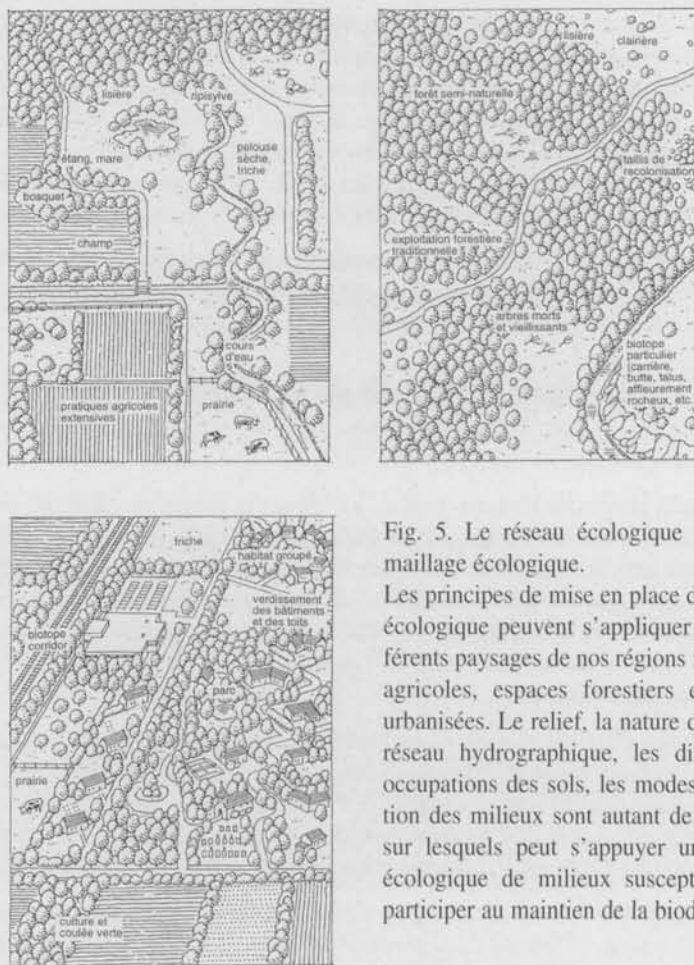 lisière
ripisylve
étang, mare
pelouse
sèche,
friche
bosquet
champ
cours
d'eau
pratiques agricoles
extensives
prairie
lisière
clairière
forêt semi-naturelle
taillis de
recolonisation
exploitation forestière
traditionnelle
arbres morts
et vieillissants
biotope
particulier
(carrière,
butte, talus,
affleurement
rocheux, etc.
friche
habitat groupé
verdissement
des bâtiments
et des toits
biotope
corridor
parc
prairie
culture et
coulée verte
Fig. 5. Le réseau écologique
maillage écologique.
Les principes de mise en place d
écologique peuvent s'appliquer
férents paysages de nos régions
agricoles, espaces forestiers
urbanisées. Le relief, la nature d
réseau hydrographique, les di
occupations des sols, les modes
tion des milieux sont autant de
sur lesquels peut s'appuyer un
écologique de milieux suscept
participer au maintien de la biod